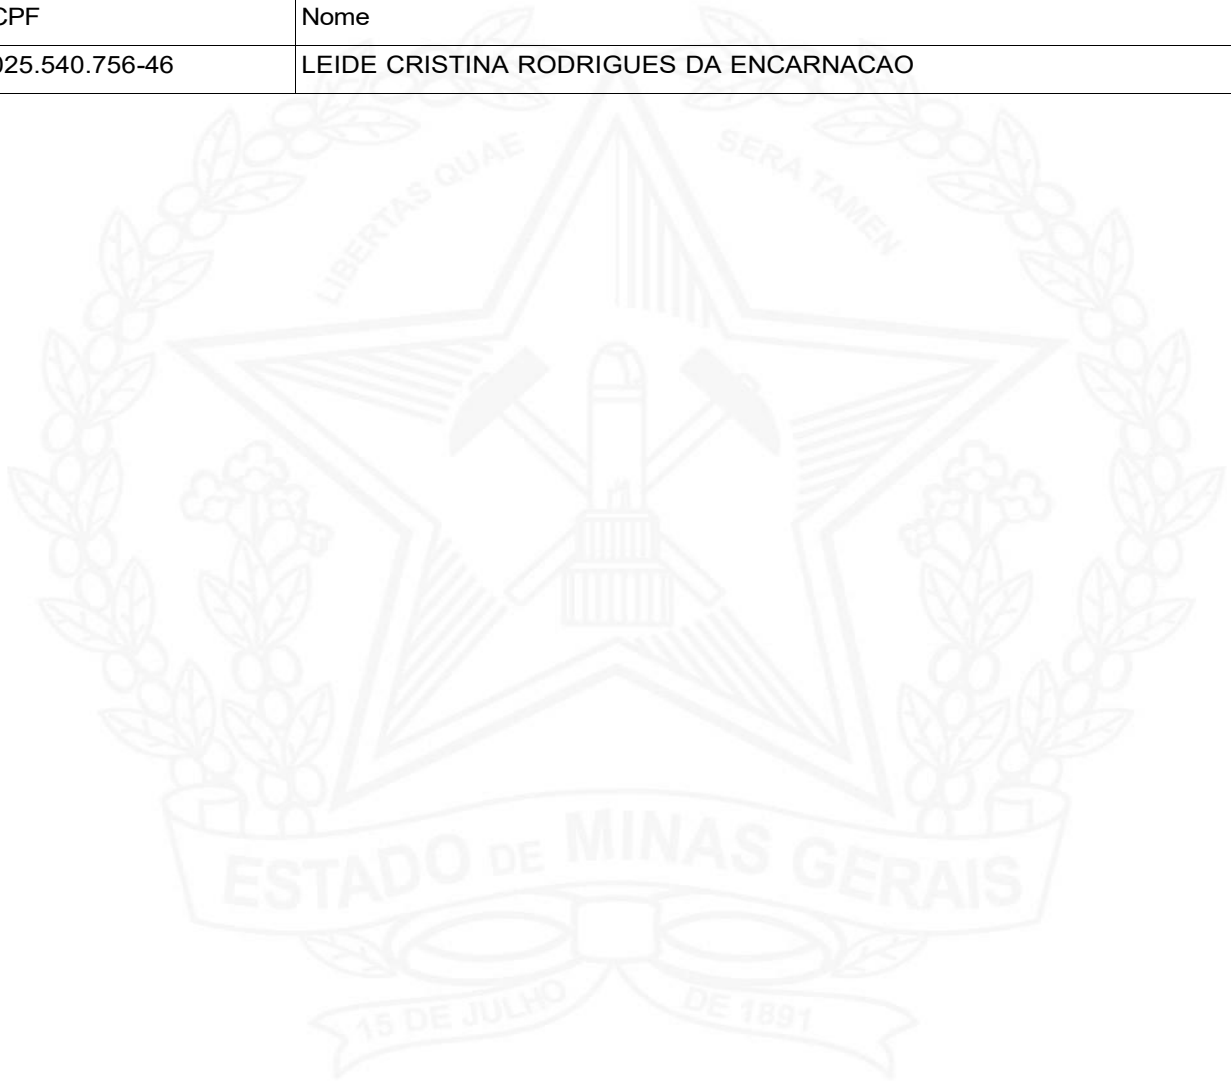 CPF Nome
025.540.756-46 LEIDE CRISTINA RODRIGUES DA ENCARNACAO
LIBERTAS QUAE SERA TAMEN
ESTADO DE MINAS GERAIS
15 DE JULHO DE 1891